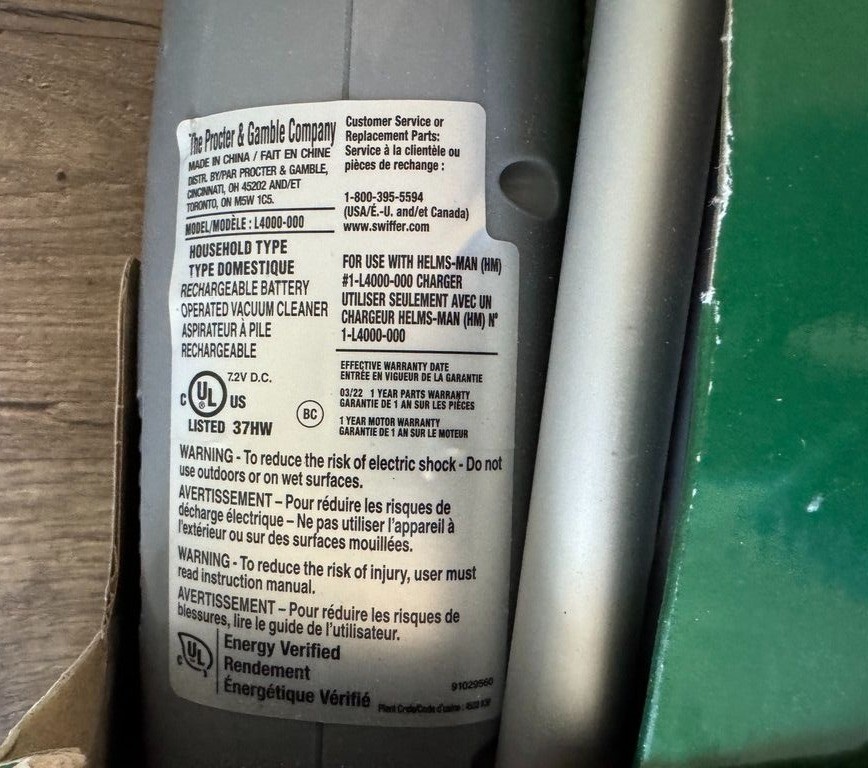 The Procter & Gamble Company
MADE IN CHINA / FAIT EN CHINE
DISTR. BY/PAR PROCTER & GAMBLE,
CINCINNATI, OH 45202 AND/ET
TORONTO, ON M5W 1C5.
MODEL/MODÈLE : L4000-000
HOUSEHOLD TYPE
TYPE DOMESTIQUE
RECHARGEABLE BATTERY
OPERATED VACUUM CLEANER
ASPIRATEUR À PILE
RECHARGEABLE
7.2V D.C.
C UL US
LISTED 37HW
BC
Customer Service or
Replacement Parts:
Service à la clientèle ou
pièces de rechange :
1-800-395-5594
(USA/É.-U. and/et Canada)
www.swiffer.com
FOR USE WITH HELMS-MAN (HM)
#1-L4000-000 CHARGER
UTILISER SEULEMENT AVEC UN
CHARGEUR HELMS-MAN (HM) N°
1-L4000-000
EFFECTIVE WARRANTY DATE
ENTRÉE EN VIGUEUR DE LA GARANTIE
03/22 1 YEAR PARTS WARRANTY
GARANTIE DE 1 AN SUR LES PIÈCES
1 YEAR MOTOR WARRANTY
GARANTIE DE 1 AN SUR LE MOTEUR
WARNING - To reduce the risk of electric shock - Do not
use outdoors or on wet surfaces.
AVERTISSEMENT – Pour réduire les risques de
décharge électrique – Ne pas utiliser l'appareil à
l'extérieur ou sur des surfaces mouillées.
WARNING - To reduce the risk of injury, user must
read instruction manual.
AVERTISSEMENT – Pour réduire les risques de
blessures, lire le guide de l'utilisateur.
UL
Energy Verified
Rendement
Énergétique Vérifié
91029560
Plant Code/Code d'usine :